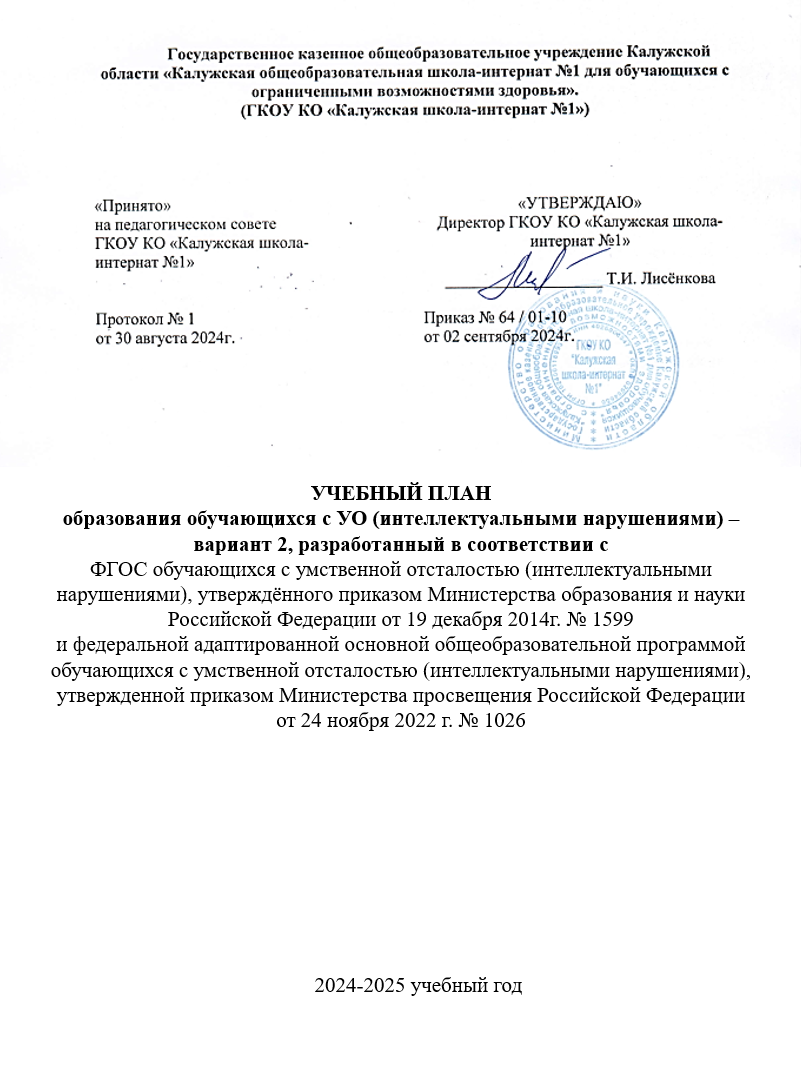 Государственное казенное общеобразовательное учреждение Калужской
области «Калужская общеобразовательная школа-интернат №1 для обучающихся с
ограниченными возможностями здоровья».
(ГКОУ КО «Калужская школа-интернат №1»)
«Принято»
на педагогическом совете
ГКОУ КО «Калужская школа-
интернат №1»
Протокол № 1
от 30 августа 2024г.
«УТВЕРЖДАЮ»
Директор ГКОУ КО «Калужская школа-
интернат №1»
Т.И. Лисёнкова
Приказ № 64 / 01-10
от 02 сентября 2024г.
ГКОУ КО
"Калужская
школа-интернат
№1"
УЧЕБНЫЙ ПЛАН
образования обучающихся с УО (интеллектуальными нарушениями) –
вариант 2, разработанный в соответствии с
ФГОС обучающихся с умственной отсталостью (интеллектуальными
нарушениями), утверждённого приказом Министерства образования и науки
Российской Федерации от 19 декабря 2014г. № 1599
и федеральной адаптированной основной общеобразовательной программой
обучающихся с умственной отсталостью (интеллектуальными нарушениями),
утвержденной приказом Министерства просвещения Российской Федерации
от 24 ноября 2022 г. № 1026
2024-2025 учебный год